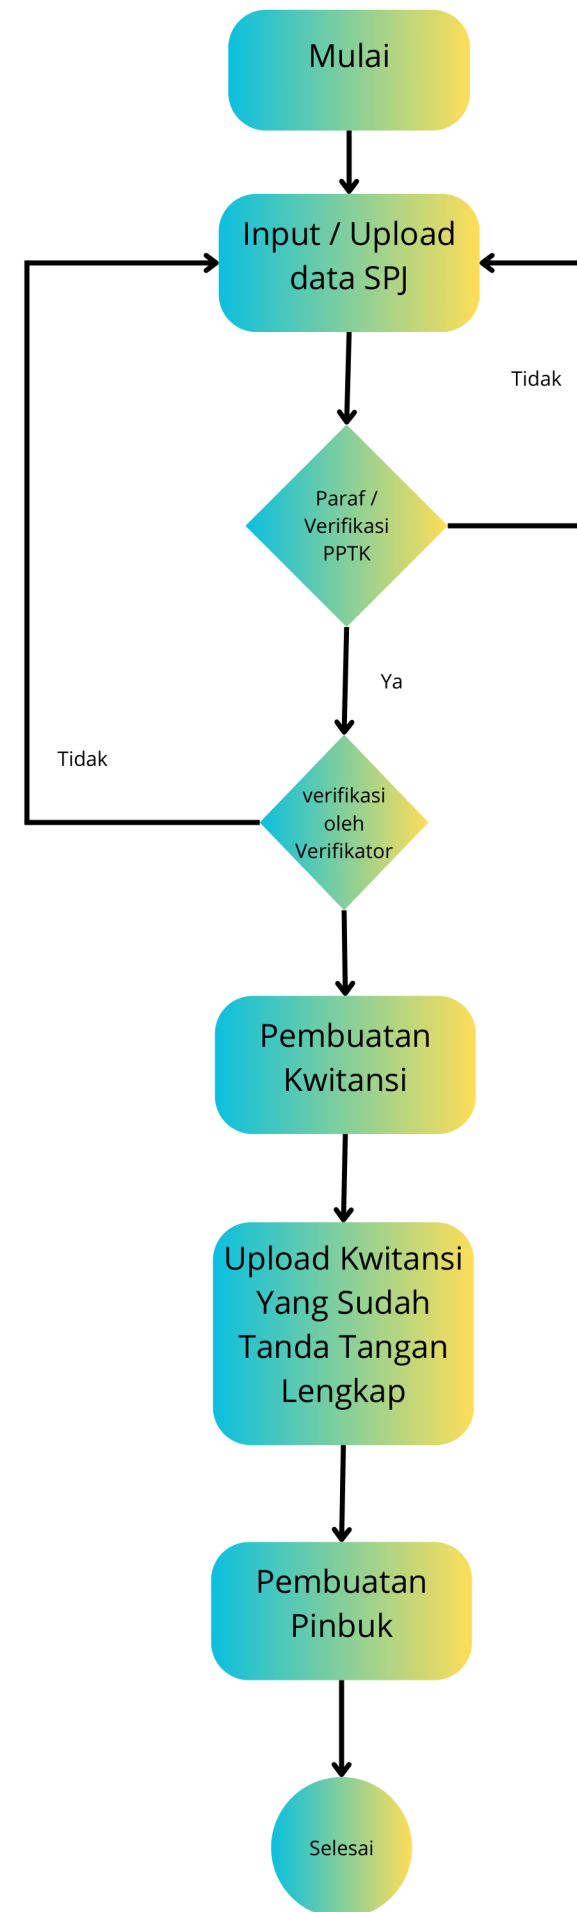 Mulai
Input / Upload
data SPJ
Tidak
Paraf /
Verifikasi
PPTK
Ya
Tidak
verifikasi
oleh
Verifikator
Pembuatan
Kwitansi
Upload Kwitansi
Yang Sudah
Tanda Tangan
Lengkap
Pembuatan
Pinbuk
Selesai